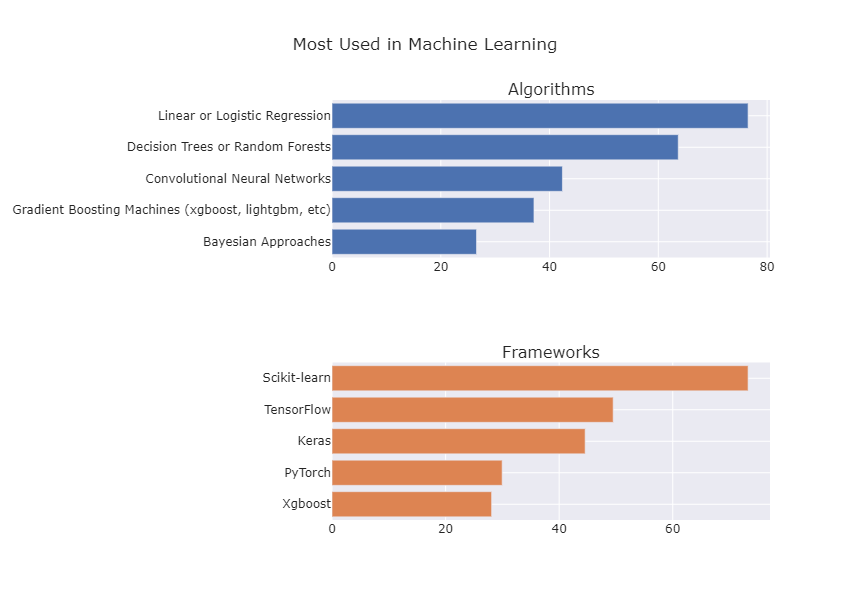 Most Used in Machine Learning
Algorithms
Linear or Logistic Regression
Decision Trees or Random Forests
Convolutional Neural Networks
Gradient Boosting Machines (xgboost, lightgbm, etc)
Bayesian Approaches
0 20 40 60 80
Frameworks
Scikit-learn
TensorFlow
Keras
PyTorch
Xgboost
0 20 40 60